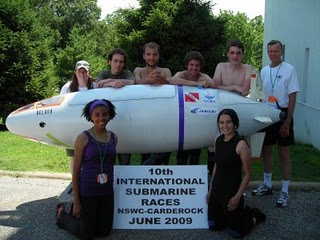 10th
INTERNATIONAL
SUBMARINE
RACES
NSWC-CARDEROCK
JUNE 2009